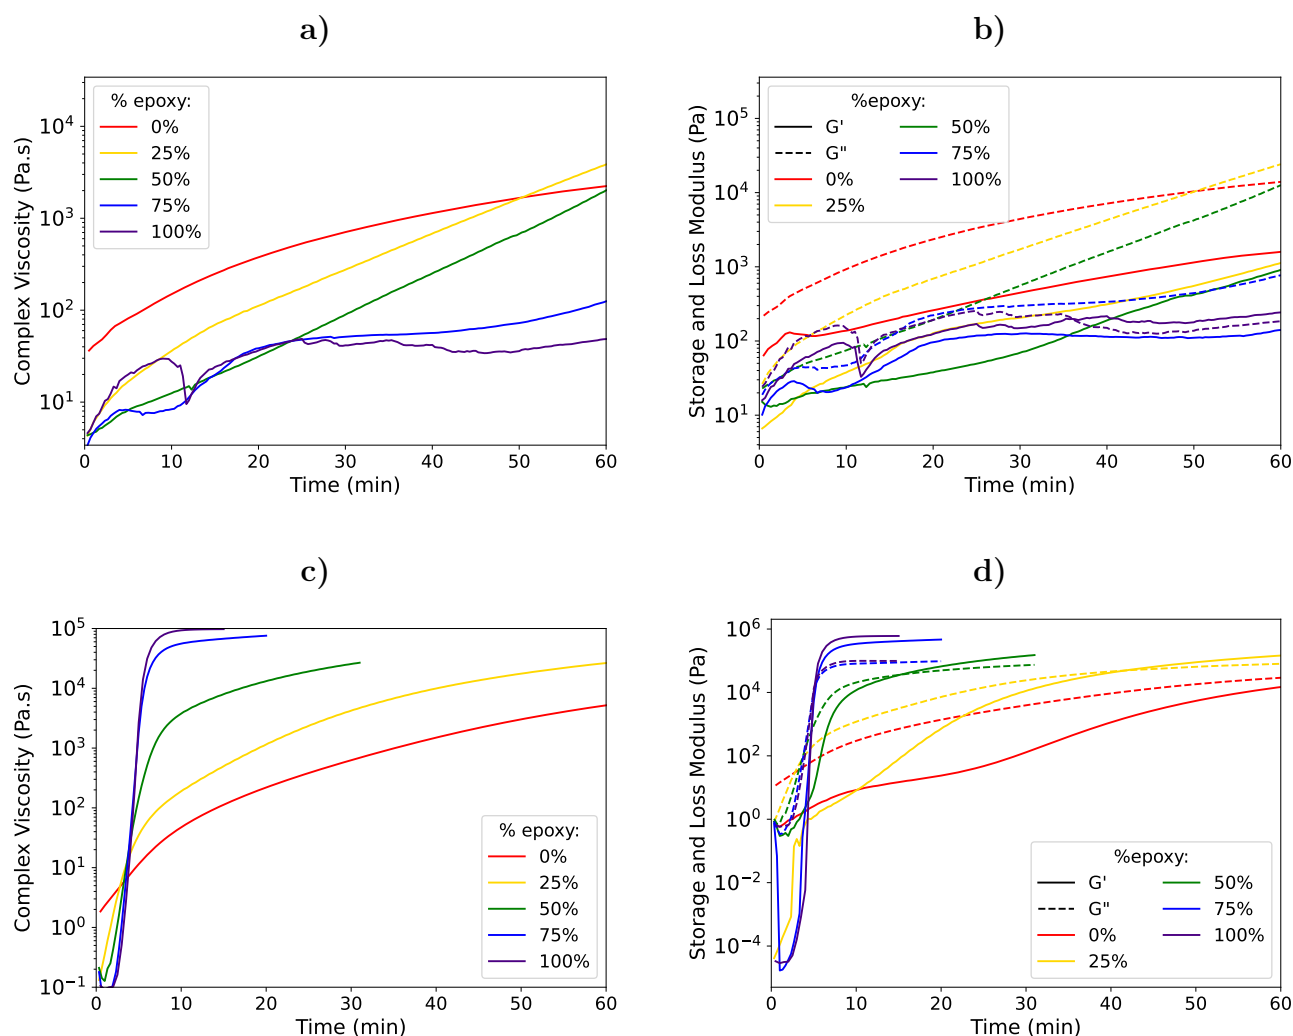 a)
Complex Viscosity (Pa.s)
10⁴
10³
10²
10¹
% epoxy:
0%
25%
50%
75%
100%
0 10 20 30 40 50 60
Time (min)
b)
Storage and Loss Modulus (Pa)
10⁵
10⁴
10³
10²
10¹
%epoxy:
G' 50%
G" 75%
0% 100%
25%
0 10 20 30 40 50 60
Time (min)
c)
Complex Viscosity (Pa.s)
10⁵
10⁴
10³
10²
10¹
10⁰
10⁻¹
% epoxy:
0%
25%
50%
75%
100%
0 10 20 30 40 50 60
Time (min)
d)
Storage and Loss Modulus (Pa)
10⁶
10⁴
10²
10⁰
10⁻²
10⁻⁴
%epoxy:
G' 50%
G" 75%
0% 100%
25%
0 10 20 30 40 50 60
Time (min)